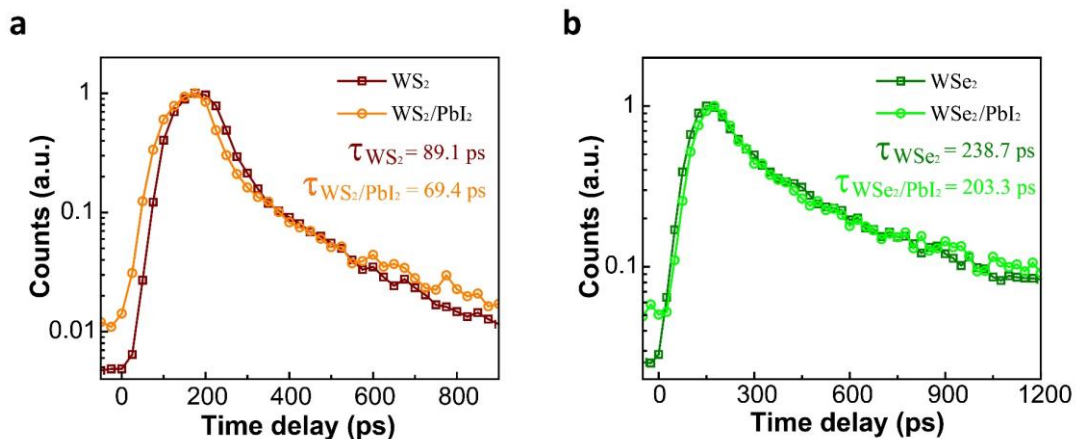 a
WS₂
WS₂/PbI₂
τWS₂ = 89.1 ps
τWS₂/PbI₂ = 69.4 ps
1
0.1
0.01
Counts (a.u.)
0 200 400 600 800
Time delay (ps)
b
WSe₂
WSe₂/PbI₂
τWSe₂ = 238.7 ps
τWSe₂/PbI₂ = 203.3 ps
1
0.1
Counts (a.u.)
0 300 600 900 1200
Time delay (ps)